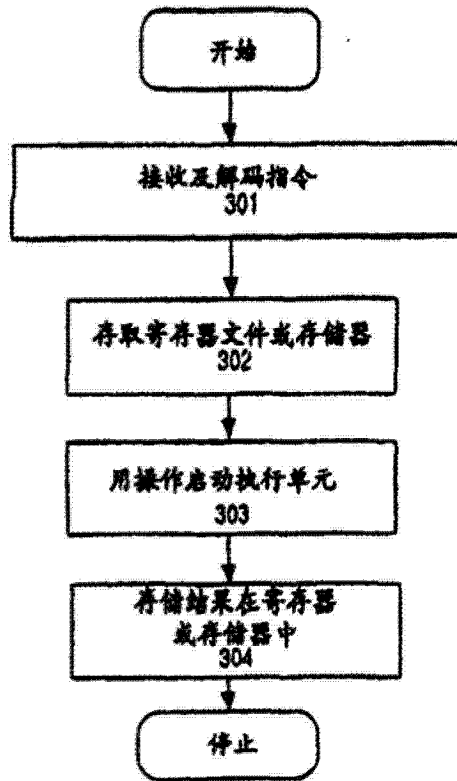 开始
接收及解码指令
301
存取寄存器文件或存储器
302
用操作启动执行单元
303
存储结果在寄存器
或存储器中
304
停止